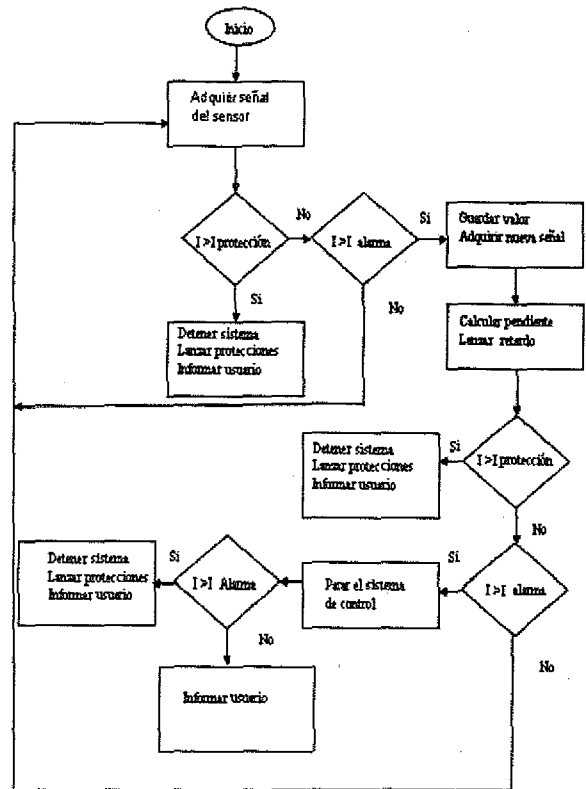 Inicio
Adquier señal
del sensor
I >I protección
No
I >I alarma
Si
Guardar valor
Adquirir nueva señal
Si
No
Detener sistema
Lanzar protecciones
Informar usuario
Calcular pendiente
Lanzar retardo
Detener sistema
Lanzar protecciones
Informar usuario
Si
I >I protección
No
Detener sistema
Lanzar protecciones
Informar usuario
Si
I >I Alarma
Parar el sistema
de control
Si
I >I alarma
No
No
Informar usuario